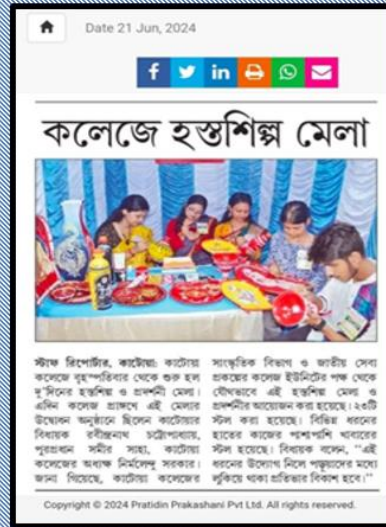 Date 21 Jun, 2024
কলেজে হস্তশিল্প মেলা
স্টাফ রিপোর্টার, কাটোয়া: কাটোয়া
কলেজে বৃহস্পতিবার থেকে শুরু হল
দু'দিনের হস্তশিল্প ও প্রদর্শনী মেলা।
এদিন কলেজ প্রাঙ্গণে এই মেলার
উদ্বোধন অনুষ্ঠানে ছিলেন কাটোয়ার
বিধায়ক রবীন্দ্রনাথ চট্টোপাধ্যায়,
পুরপ্রধান সমীর সাহা, কাটোয়া
কলেজের অধ্যক্ষ নির্মলেন্দু সরকার।
জানা গিয়েছে, কাটোয়া কলেজের
সাংস্কৃতিক বিভাগ ও জাতীয় সেবা
প্রকল্পের কলেজ ইউনিটের পক্ষ থেকে
যৌথভাবে এই হস্তশিল্প মেলা ও
প্রদর্শনীর আয়োজন করা হয়েছে। ২৫টি
স্টল করা হয়েছে। বিভিন্ন ধরনের
হাতের কাজের পাশাপাশি খাবারের
স্টল হয়েছে। বিধায়ক বলেন, "এই
ধরনের উদ্যোগ নিলে পড়ুয়াদের মধ্যে
লুকিয়ে থাকা প্রতিভার বিকাশ হবে।"
Copyright © 2024 Pratidin Prakashani Pvt Ltd. All rights reserved.